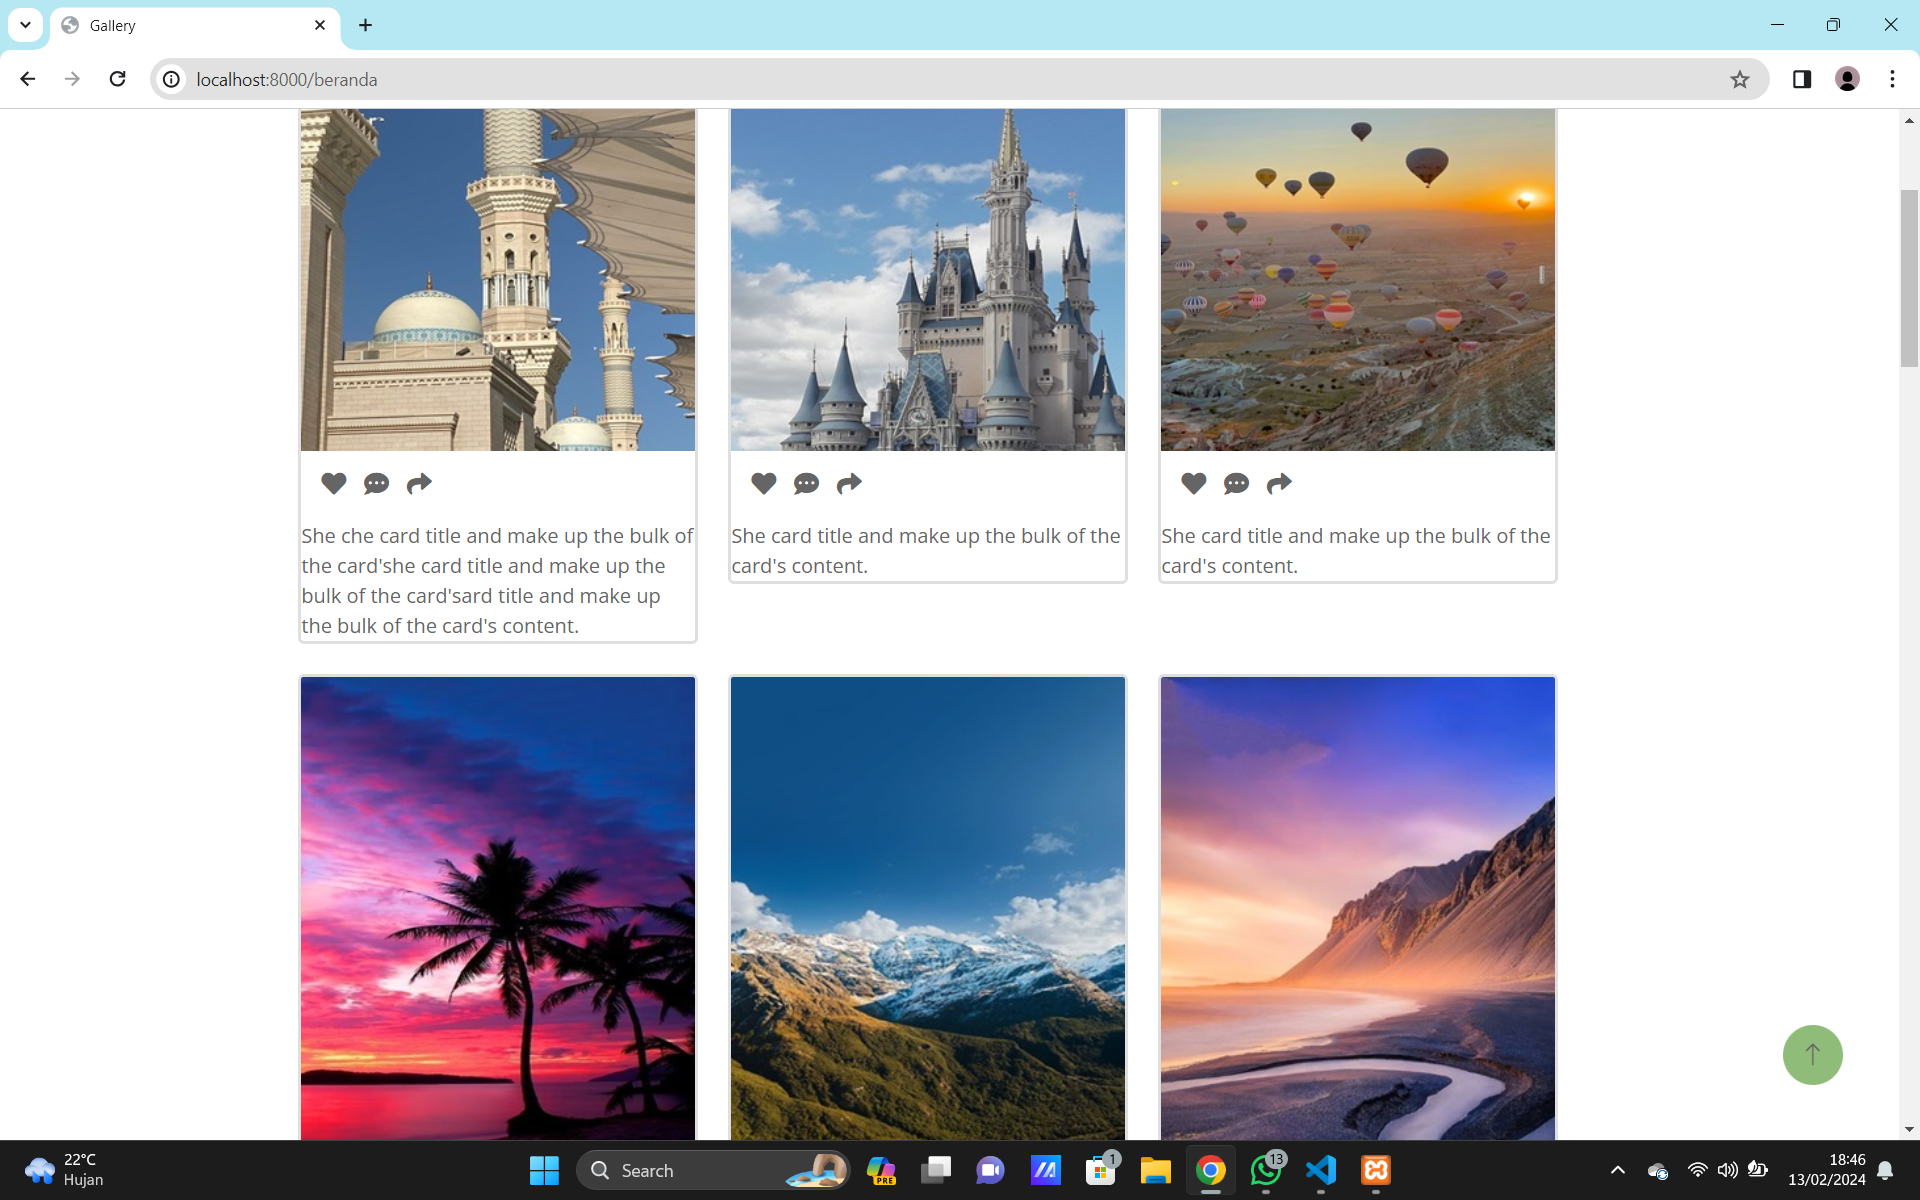 Gallery
localhost:8000/beranda
She che card title and make up the bulk of
the card'she card title and make up the
bulk of the card'sard title and make up
the bulk of the card's content.
She card title and make up the bulk of the
card's content.
She card title and make up the bulk of the
card's content.
22°C
Hujan
Search
PRE
1
13
18:46
13/02/2024